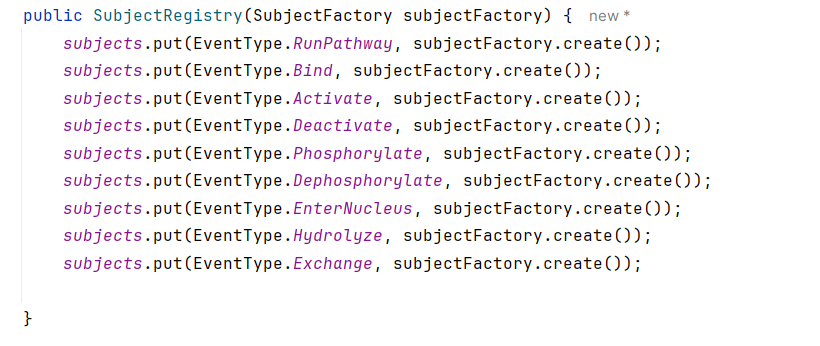 public SubjectRegistry(SubjectFactory subjectFactory) { new *
subjects.put(EventType.RunPathway, subjectFactory.create());
subjects.put(EventType.Bind, subjectFactory.create());
subjects.put(EventType.Activate, subjectFactory.create());
subjects.put(EventType.Deactivate, subjectFactory.create());
subjects.put(EventType.Phosphorylate, subjectFactory.create());
subjects.put(EventType.Dephosphorylate, subjectFactory.create());
subjects.put(EventType.EnterNucleus, subjectFactory.create());
subjects.put(EventType.Hydrolyze, subjectFactory.create());
subjects.put(EventType.Exchange, subjectFactory.create());
}